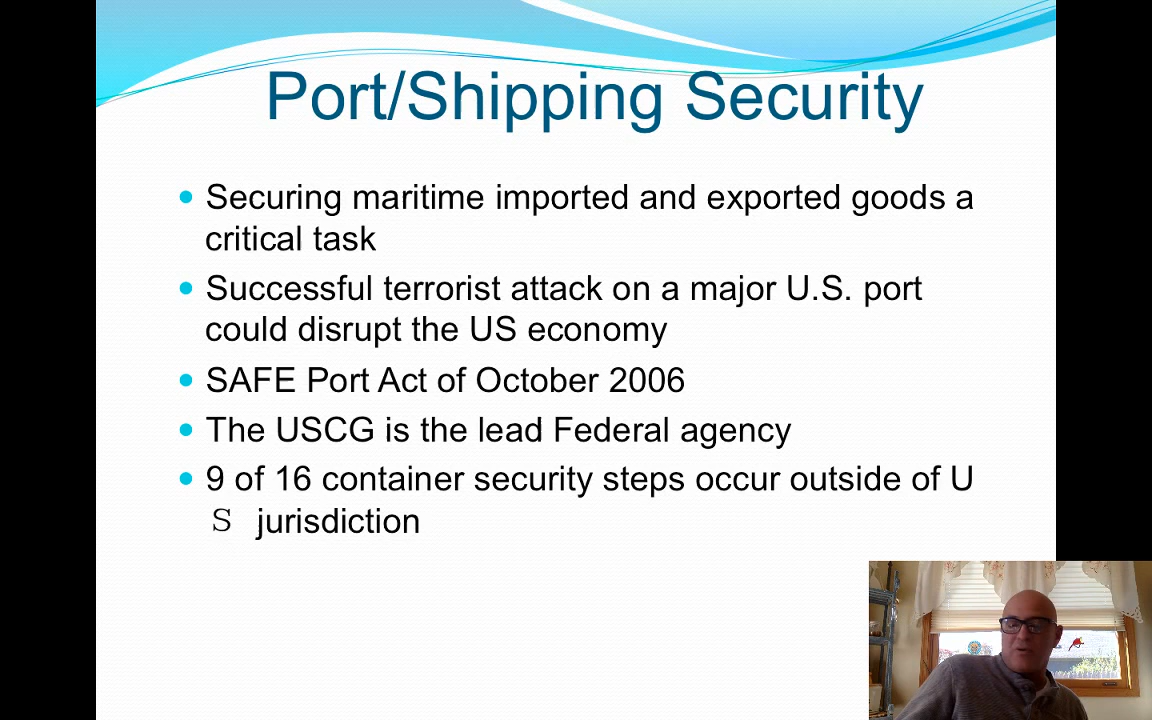 Port/Shipping Security
Securing maritime imported and exported goods a
critical task
Successful terrorist attack on a major U.S. port
could disrupt the US economy
SAFE Port Act of October 2006
The USCG is the lead Federal agency
9 of 16 container security steps occur outside of U
S jurisdiction